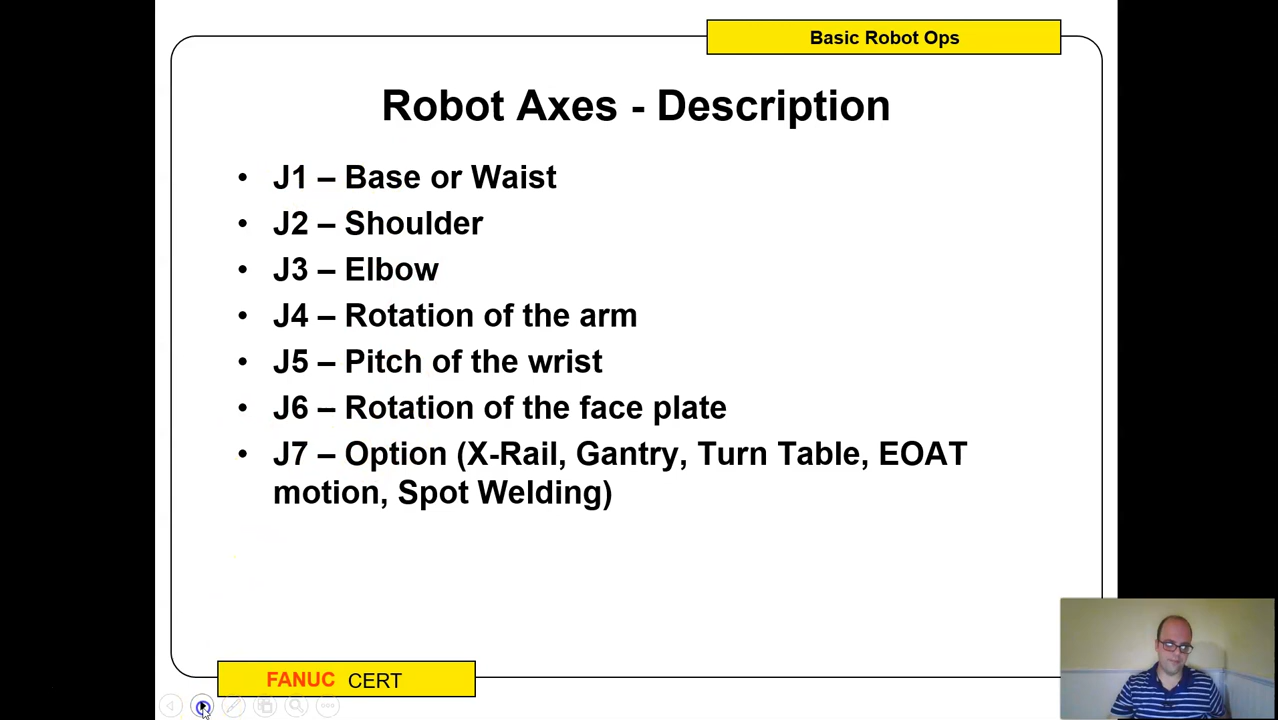 Basic Robot Ops
Robot Axes - Description
• J1 – Base or Waist
• J2 – Shoulder
• J3 – Elbow
• J4 – Rotation of the arm
• J5 – Pitch of the wrist
• J6 – Rotation of the face plate
• J7 – Option (X-Rail, Gantry, Turn Table, EOAT
motion, Spot Welding)
FANUC CERT